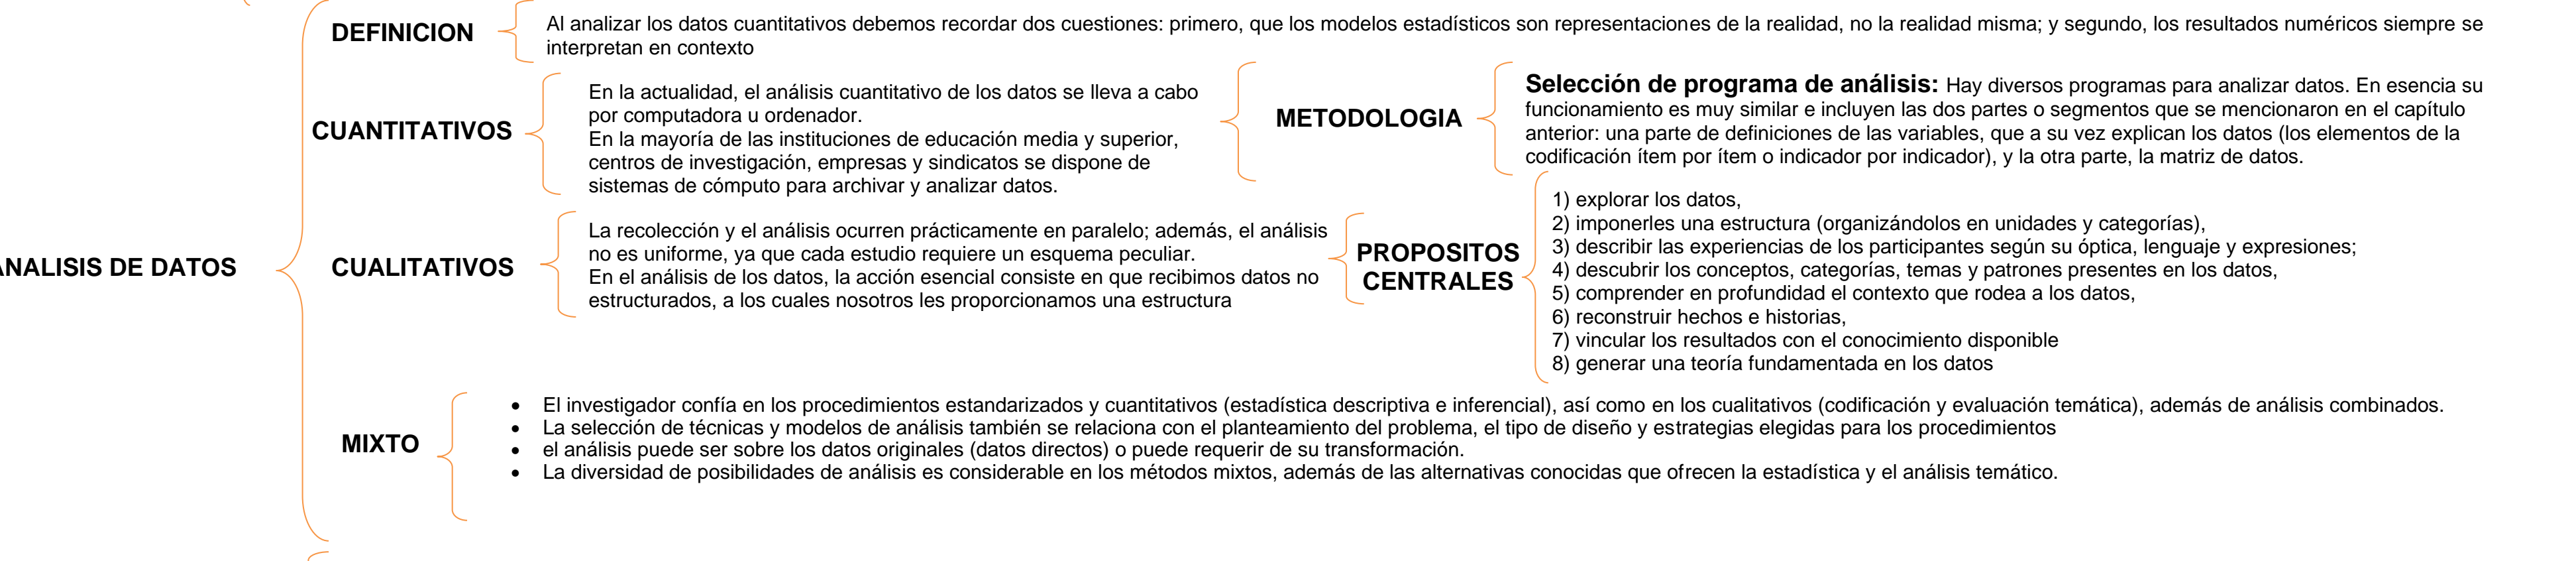 DEFINICION
Al analizar los datos cuantitativos debemos recordar dos cuestiones: primero, que los modelos estadísticos son representaciones de la realidad, no la realidad misma; y segundo, los resultados numéricos siempre se
interpretan en contexto
CUANTITATIVOS
En la actualidad, el análisis cuantitativo de los datos se lleva a cabo
por computadora u ordenador.
En la mayoría de las instituciones de educación media y superior,
centros de investigación, empresas y sindicatos se dispone de
sistemas de cómputo para archivar y analizar datos.
METODOLOGIA
Selección de programa de análisis: Hay diversos programas para analizar datos. En esencia su
funcionamiento es muy similar e incluyen las dos partes o segmentos que se mencionaron en el capítulo
anterior: una parte de definiciones de las variables, que a su vez explican los datos (los elementos de la
codificación ítem por ítem o indicador por indicador), y la otra parte, la matriz de datos.
ANALISIS DE DATOS
CUALITATIVOS
La recolección y el análisis ocurren prácticamente en paralelo; además, el análisis
no es uniforme, ya que cada estudio requiere un esquema peculiar.
En el análisis de los datos, la acción esencial consiste en que recibimos datos no
estructurados, a los cuales nosotros les proporcionamos una estructura
PROPOSITOS
CENTRALES
1) explorar los datos,
2) imponerles una estructura (organizándolos en unidades y categorías),
3) describir las experiencias de los participantes según su óptica, lenguaje y expresiones;
4) descubrir los conceptos, categorías, temas y patrones presentes en los datos,
5) comprender en profundidad el contexto que rodea a los datos,
6) reconstruir hechos e historias,
7) vincular los resultados con el conocimiento disponible
8) generar una teoría fundamentada en los datos
MIXTO
• El investigador confía en los procedimientos estandarizados y cuantitativos (estadística descriptiva e inferencial), así como en los cualitativos (codificación y evaluación temática), además de análisis combinados.
• La selección de técnicas y modelos de análisis también se relaciona con el planteamiento del problema, el tipo de diseño y estrategias elegidas para los procedimientos
• el análisis puede ser sobre los datos originales (datos directos) o puede requerir de su transformación.
• La diversidad de posibilidades de análisis es considerable en los métodos mixtos, además de las alternativas conocidas que ofrecen la estadística y el análisis temático.